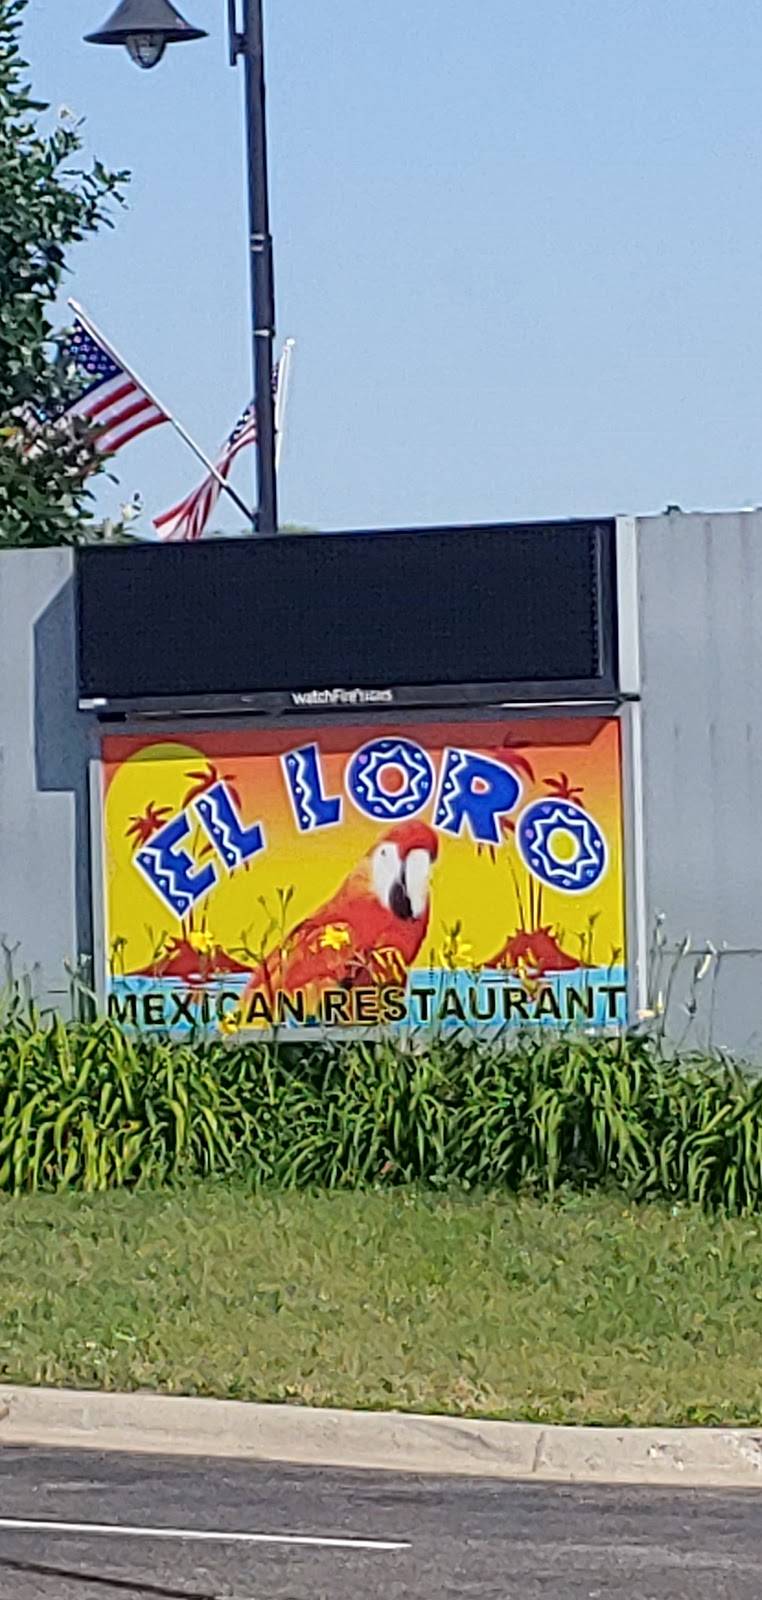 watchFire
EL LORO
MEXICAN RESTAURANT